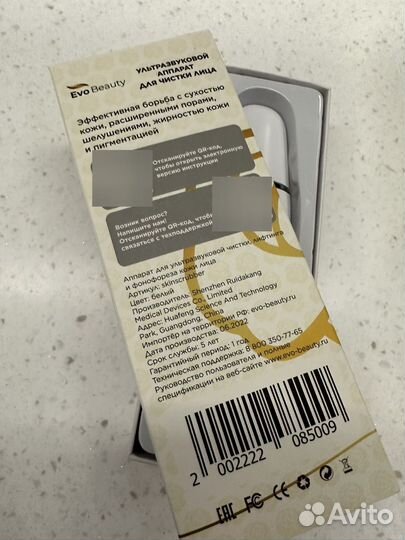 Evo Beauty
УЛЬТРАЗВУКОВОЙ
АППАРАТ
ДЛЯ ЧИСТКИ ЛИЦА
Эффективная борьба с сухостью
кожи, расширенными порами,
шелушениями, жирностью кожи
и пигментацией
Отсканируйте QR-код,
чтобы открыть электронную
версию инструкции
Возник вопрос?
Напишите нам!
Отсканируйте QR-код, чтобы
связаться с техподдержкой
Аппарат для ультразвуковой чистки, лифтинга
и фонофореза кожи лица
Артикул: skinscrubber
Цвет: белый
Производитель: Shenzhen Ruidakang
Medical Devices Co., Limited
Адрес: Huafeng Science And Technology
Park, Guangdong, China
Импортёр на территории РФ: evo-beauty.ru
Дата производства: 06.2022
Срок службы: 5 лет
Гарантийный период: 1 год
Техническая поддержка: 8 800 350-77-65
Руководство пользователя и полные
спецификации на веб-сайте www.evo-beauty.ru
2 002222 085009
EAC FC CE
Avito